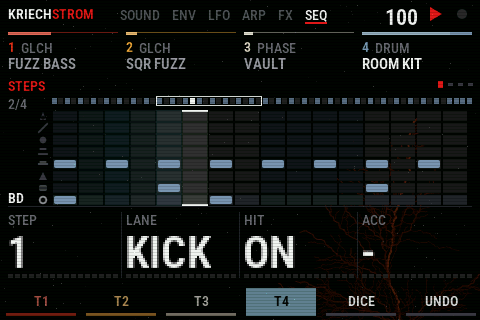 KRIECHSTROM SOUND ENV LFO ARP FX SEQ 100
1 GLCH 2 GLCH 3 PHASE 4 DRUM
FUZZ BASS SQR FUZZ VAULT ROOM KIT
STEPS
2/4
BD
STEP LANE HIT ACC
1 KICK ON -
T1 T2 T3 T4 DICE UNDO